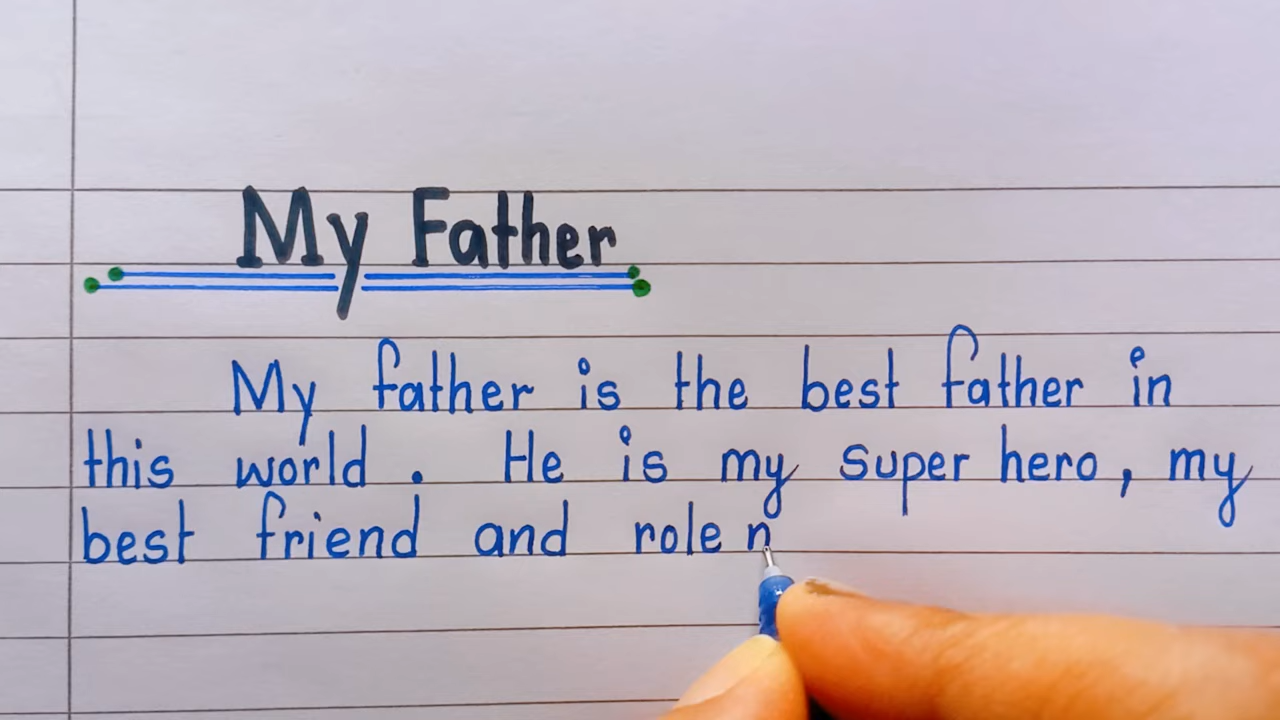 My Father
My father is the best father in
this world. He is my super hero, my
best friend and role